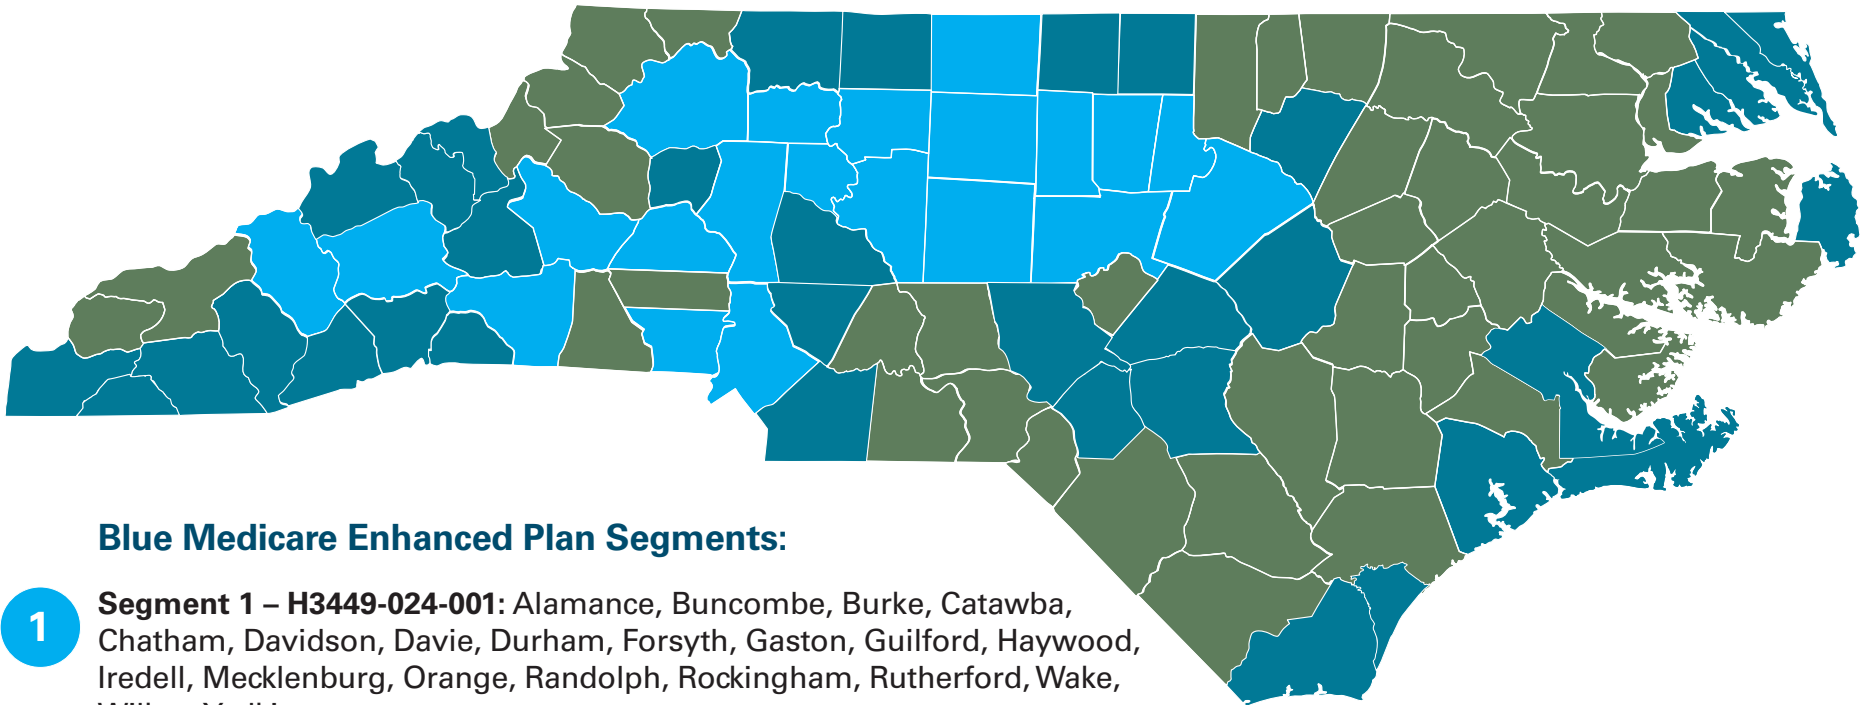 Blue Medicare Enhanced Plan Segments:
1
Segment 1 – H3449-024-001: Alamance, Buncombe, Burke, Catawba,
Chatham, Davidson, Davie, Durham, Forsyth, Gaston, Guilford, Haywood,
Iredell, Mecklenburg, Orange, Randolph, Rockingham, Rutherford, Wake,